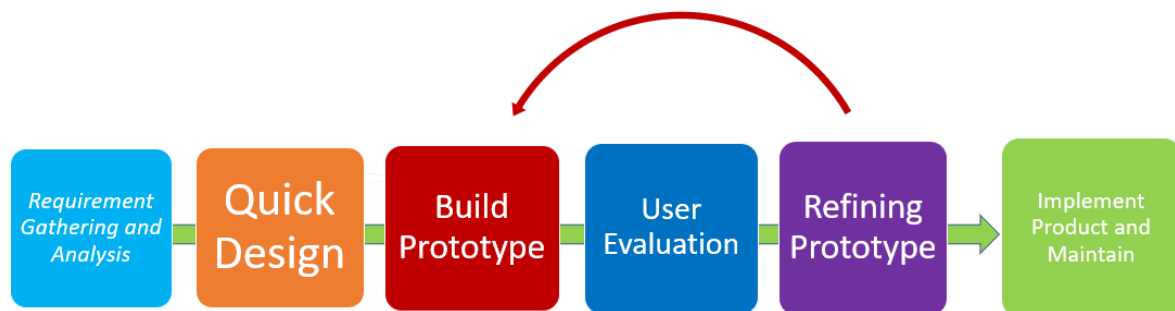 Requirement
Gathering and
Analysis
Quick
Design
Build
Prototype
User
Evaluation
Refining
Prototype
Implement
Product and
Maintain